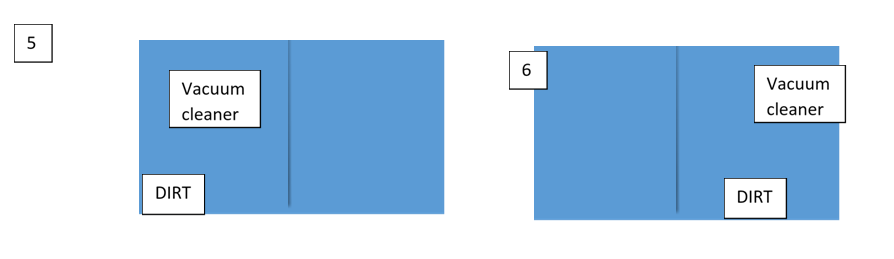 5
Vacuum
cleaner
DIRT
6
Vacuum
cleaner
DIRT